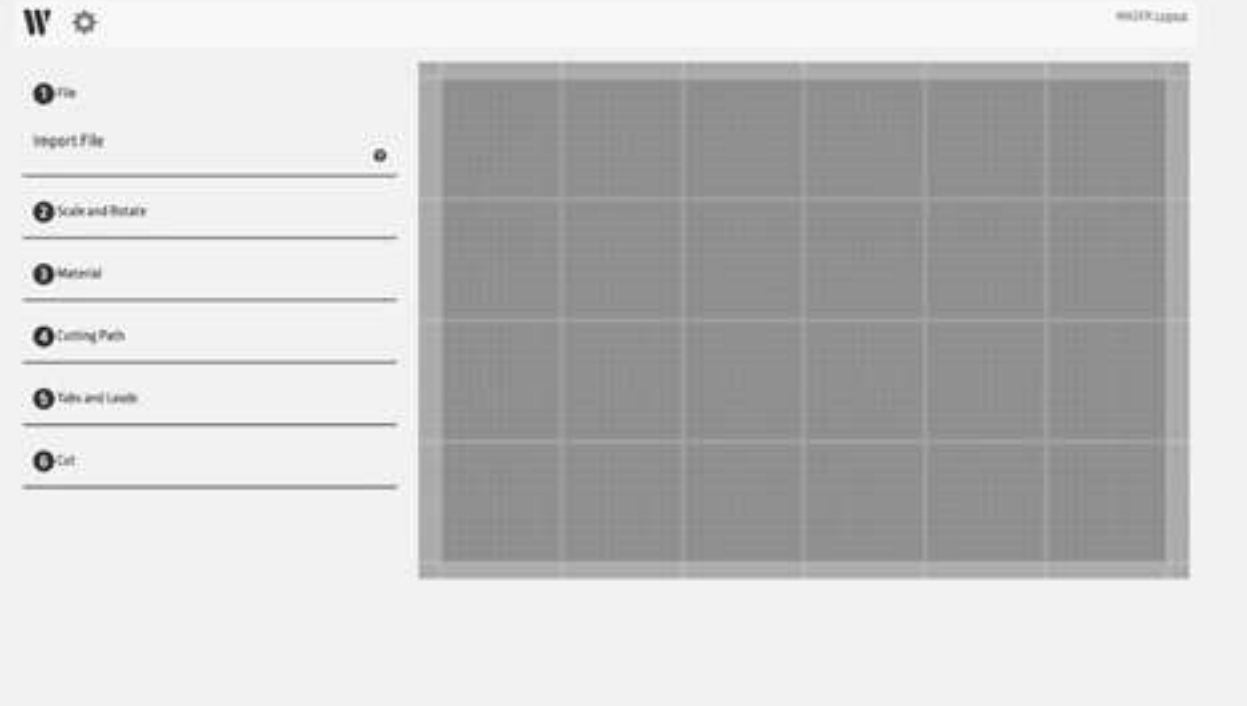 W
Logout
1 File
Import File
?
2 Scale and Rotate
3 Material
4 Cutting Path
5 Tabs and Leads
6 Cut